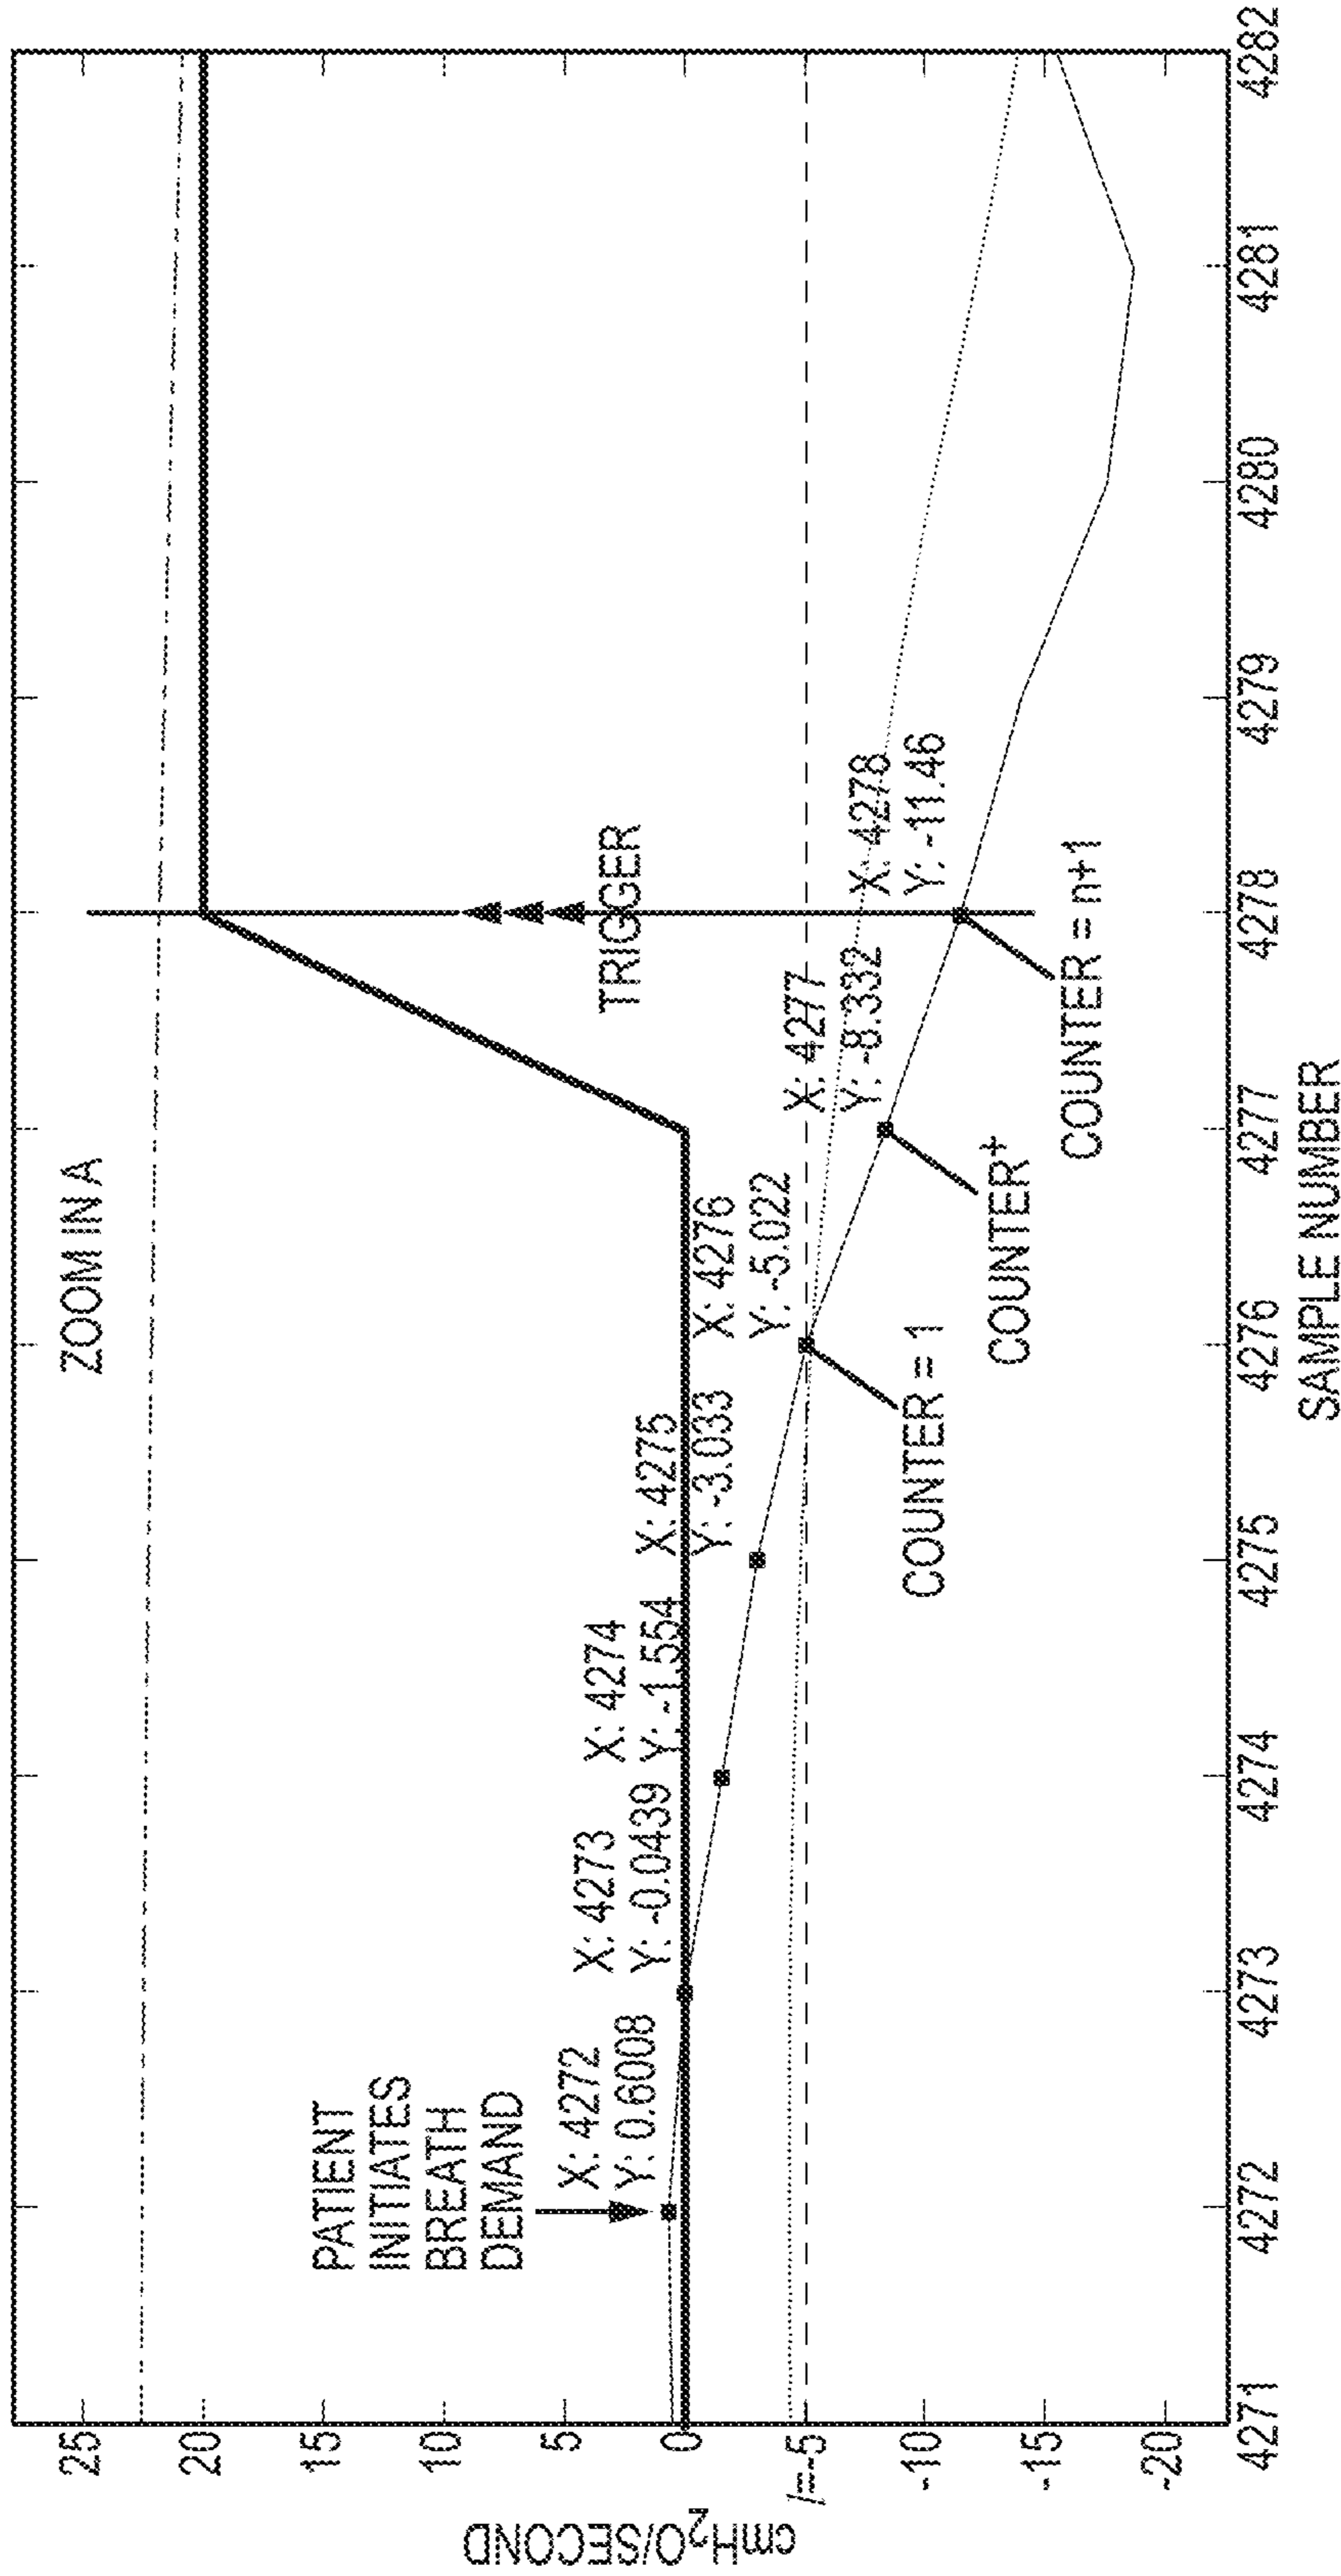 ZOOM IN A
25
20
15
10
5
0
l=-5
-10
-15
-20
cmH₂O/SECOND
PATIENT
INITIATES
BREATH
DEMAND
X: 4272
Y: 0.6008
X: 4273
Y: -0.0439
X: 4274
Y: -1.554
X: 4275
Y: -3.033
X: 4276
Y: -5.022
X: 4277
Y: -8.332
X: 4278
Y: -11.46
TRIGGER
COUNTER = 1
COUNTER⁺
COUNTER = n+1
4271
4272
4273
4274
4275
4276
4277
4278
4279
4280
4281
4282
SAMPLE NUMBER